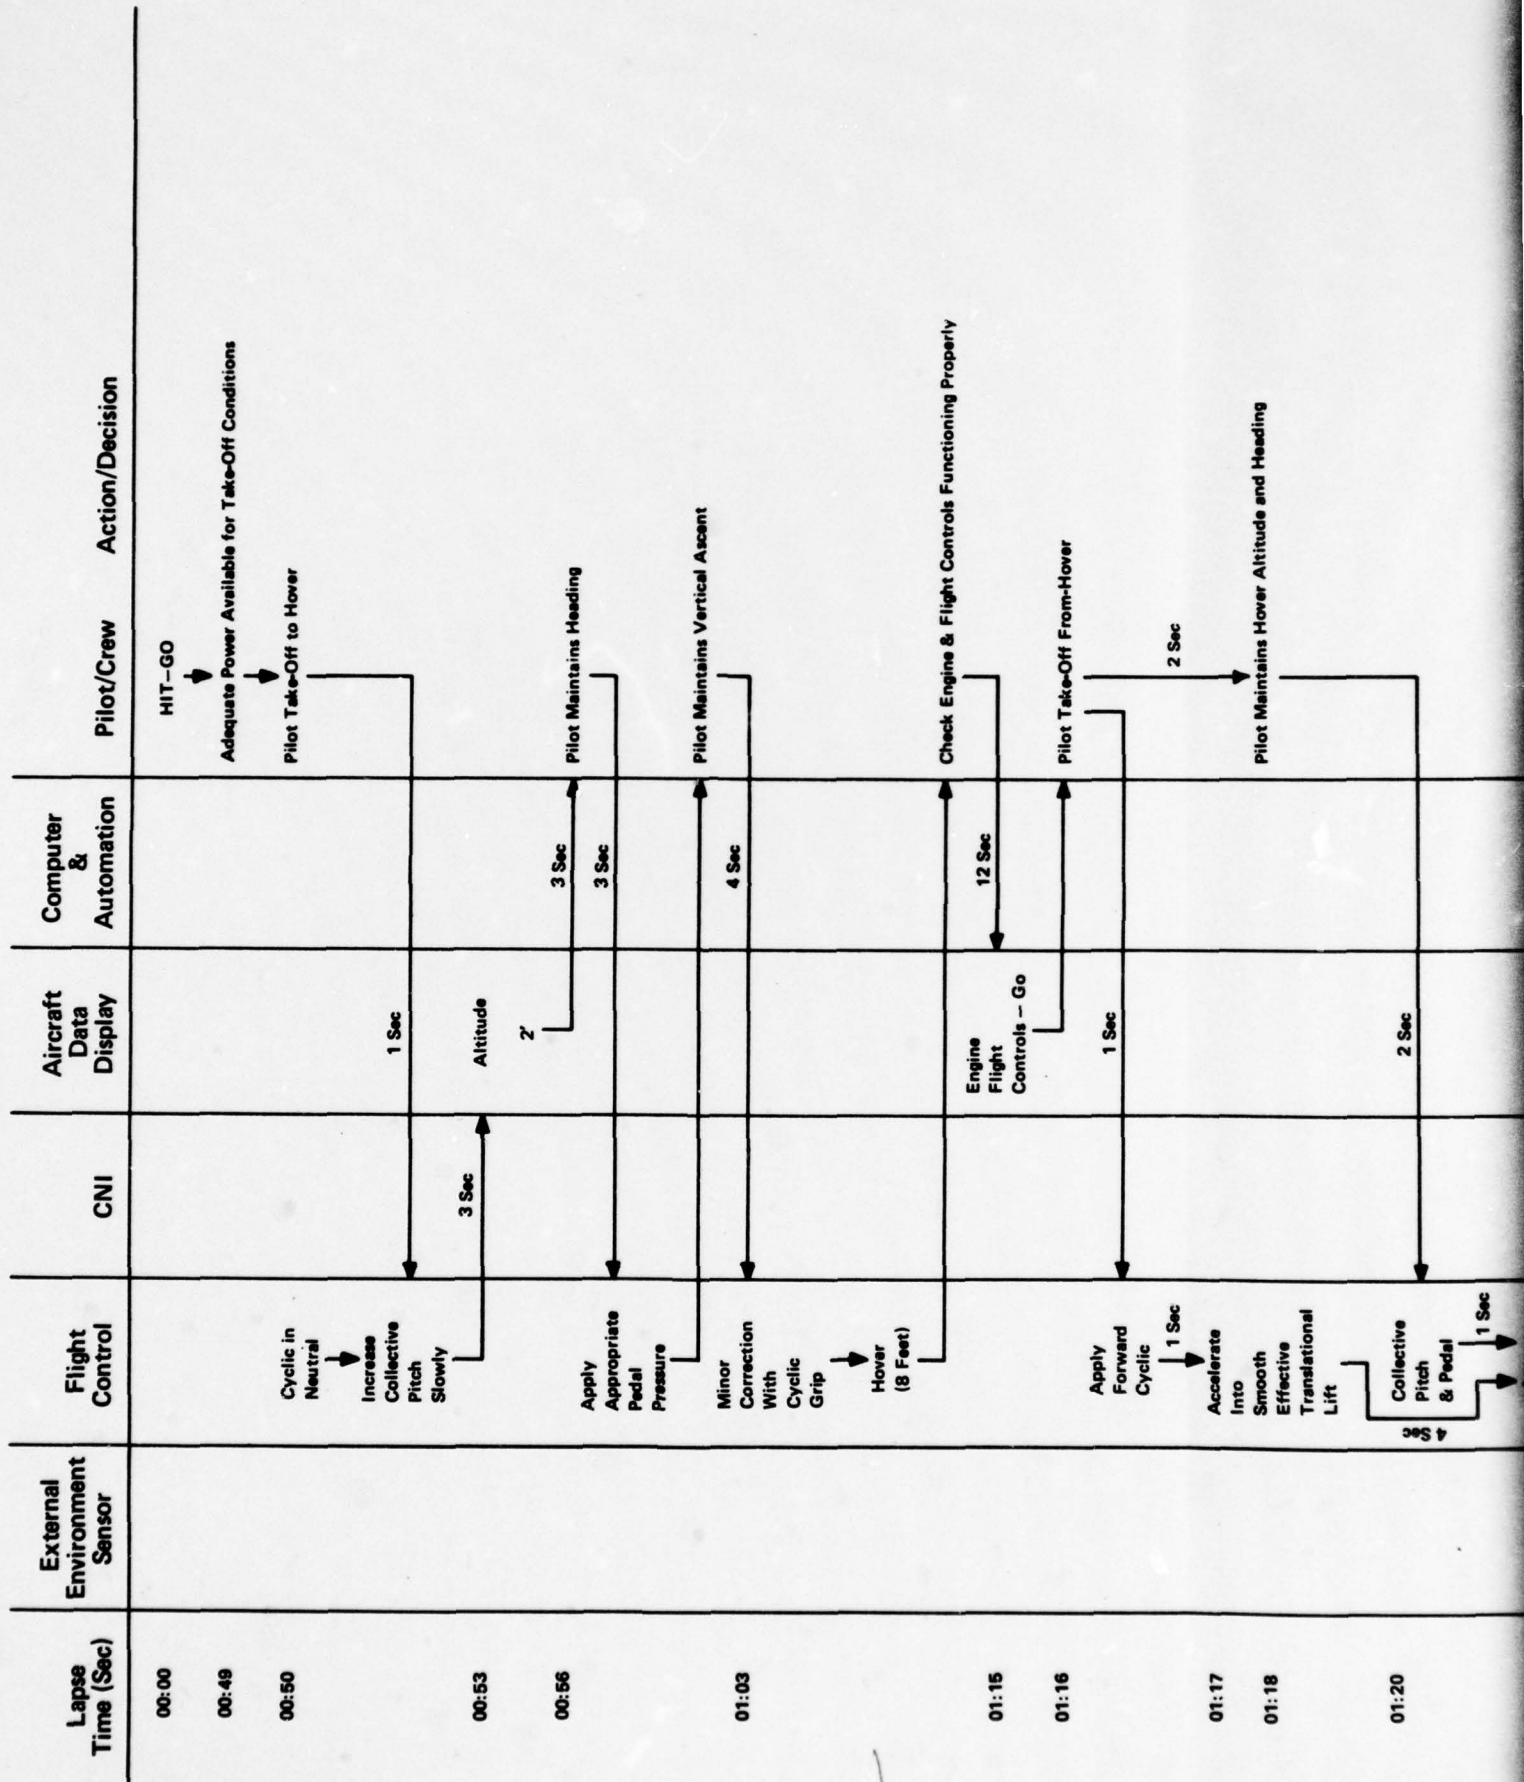 Lapse
Time (Sec)
External
Environment
Sensor
Flight
Control
CNI
Aircraft
Data
Display
Computer
&
Automation
Pilot/Crew Action/Decision
00:00
HIT–GO
00:49
Adequate Power Available for Take-Off Conditions
00:50
Cyclic in
Neutral
Pilot Take-Off to Hover
Increase
Collective
Pitch
Slowly
1 Sec
00:53
3 Sec
Altitude
00:56
2'
3 Sec
Pilot Maintains Heading
Apply
Appropriate
Pedal
Pressure
3 Sec
Pilot Maintains Vertical Ascent
01:03
Minor
Correction
With
Cyclic
Grip
4 Sec
Hover
(8 Feet)
Check Engine & Flight Controls Functioning Properly
01:15
Engine
Flight
Controls – Go
12 Sec
01:16
Pilot Take-Off From-Hover
Apply
Forward
Cyclic
1 Sec
1 Sec
2 Sec
01:17
Accelerate
Into
Smooth
Effective
Translational
Lift
01:18
Pilot Maintains Hover Altitude and Heading
01:20
4 Sec
Collective
Pitch
& Pedal
2 Sec
1 Sec